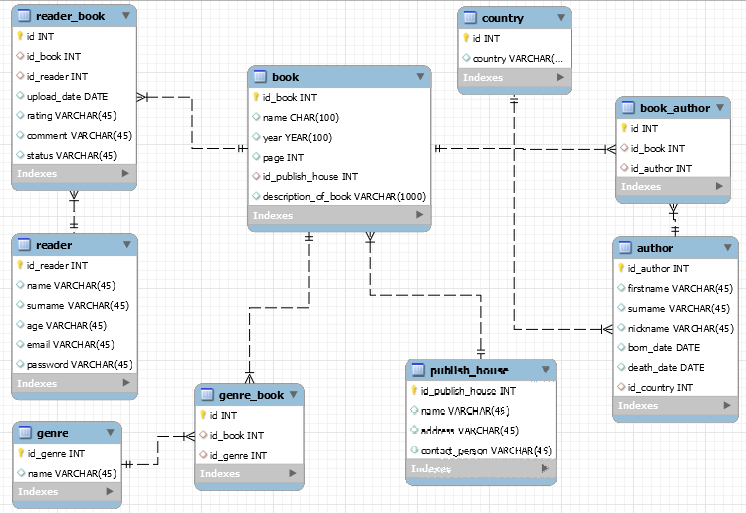 reader_book
id INT
id_book INT
id_reader INT
upload_date DATE
rating VARCHAR(45)
comment VARCHAR(45)
status VARCHAR(45)
Indexes
country
id INT
country VARCHAR(...
Indexes
book
id_book INT
name CHAR(100)
year YEAR(100)
page INT
id_publish_house INT
description_of_book VARCHAR(1000)
Indexes
book_author
id INT
id_book INT
id_author INT
Indexes
reader
id_reader INT
name VARCHAR(45)
surname VARCHAR(45)
age VARCHAR(45)
email VARCHAR(45)
password VARCHAR(45)
Indexes
author
id_author INT
firstname VARCHAR(45)
surname VARCHAR(45)
nickname VARCHAR(45)
born_date DATE
death_date DATE
id_country INT
Indexes
publish_house
id_publish_house INT
name VARCHAR(45)
address VARCHAR(45)
contact_person VARCHAR(45)
Indexes
genre_book
id INT
id_book INT
id_genre INT
Indexes
genre
id_genre INT
name VARCHAR(45)
Indexes